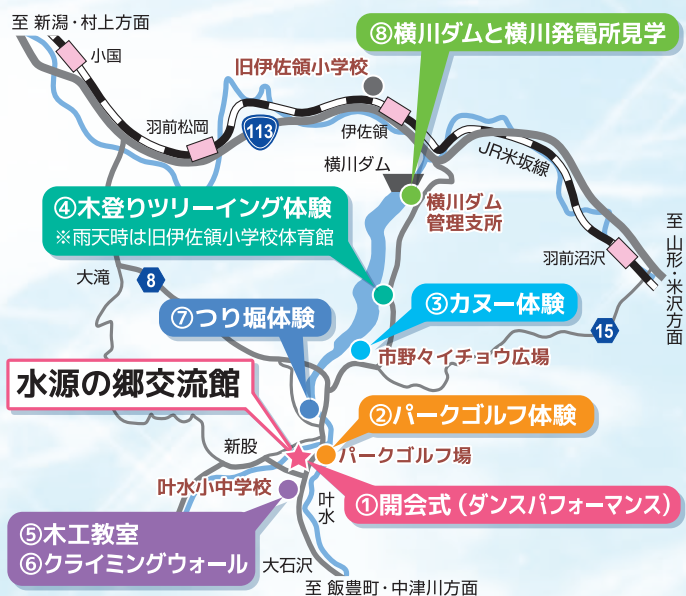 至 新潟・村上方面
小国
⑧横川ダムと横川発電所見学
旧伊佐領小学校
羽前松岡
113
伊佐領
JR米坂線
横川ダム
横川ダム
管理支所
④木登りツリーイング体験
※雨天時は旧伊佐領小学校体育館
至 山形・米沢方面
羽前沼沢
大滝
8
③カヌー体験
15
⑦つり堀体験
市野々イチョウ広場
水源の郷交流館
②パークゴルフ体験
新股
パークゴルフ場
叶水小中学校
叶水
①開会式（ダンスパフォーマンス）
⑤木工教室
⑥クライミングウォール
大石沢
至 飯豊町・中津川方面